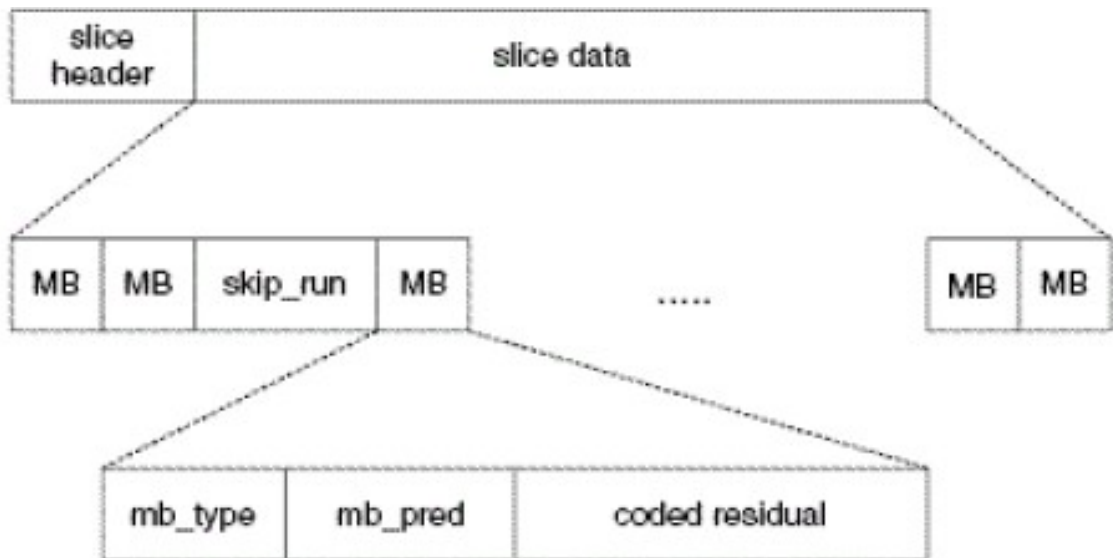 slice
header
slice data
MB MB skip_run MB ..... MB MB
mb_type mb_pred coded residual